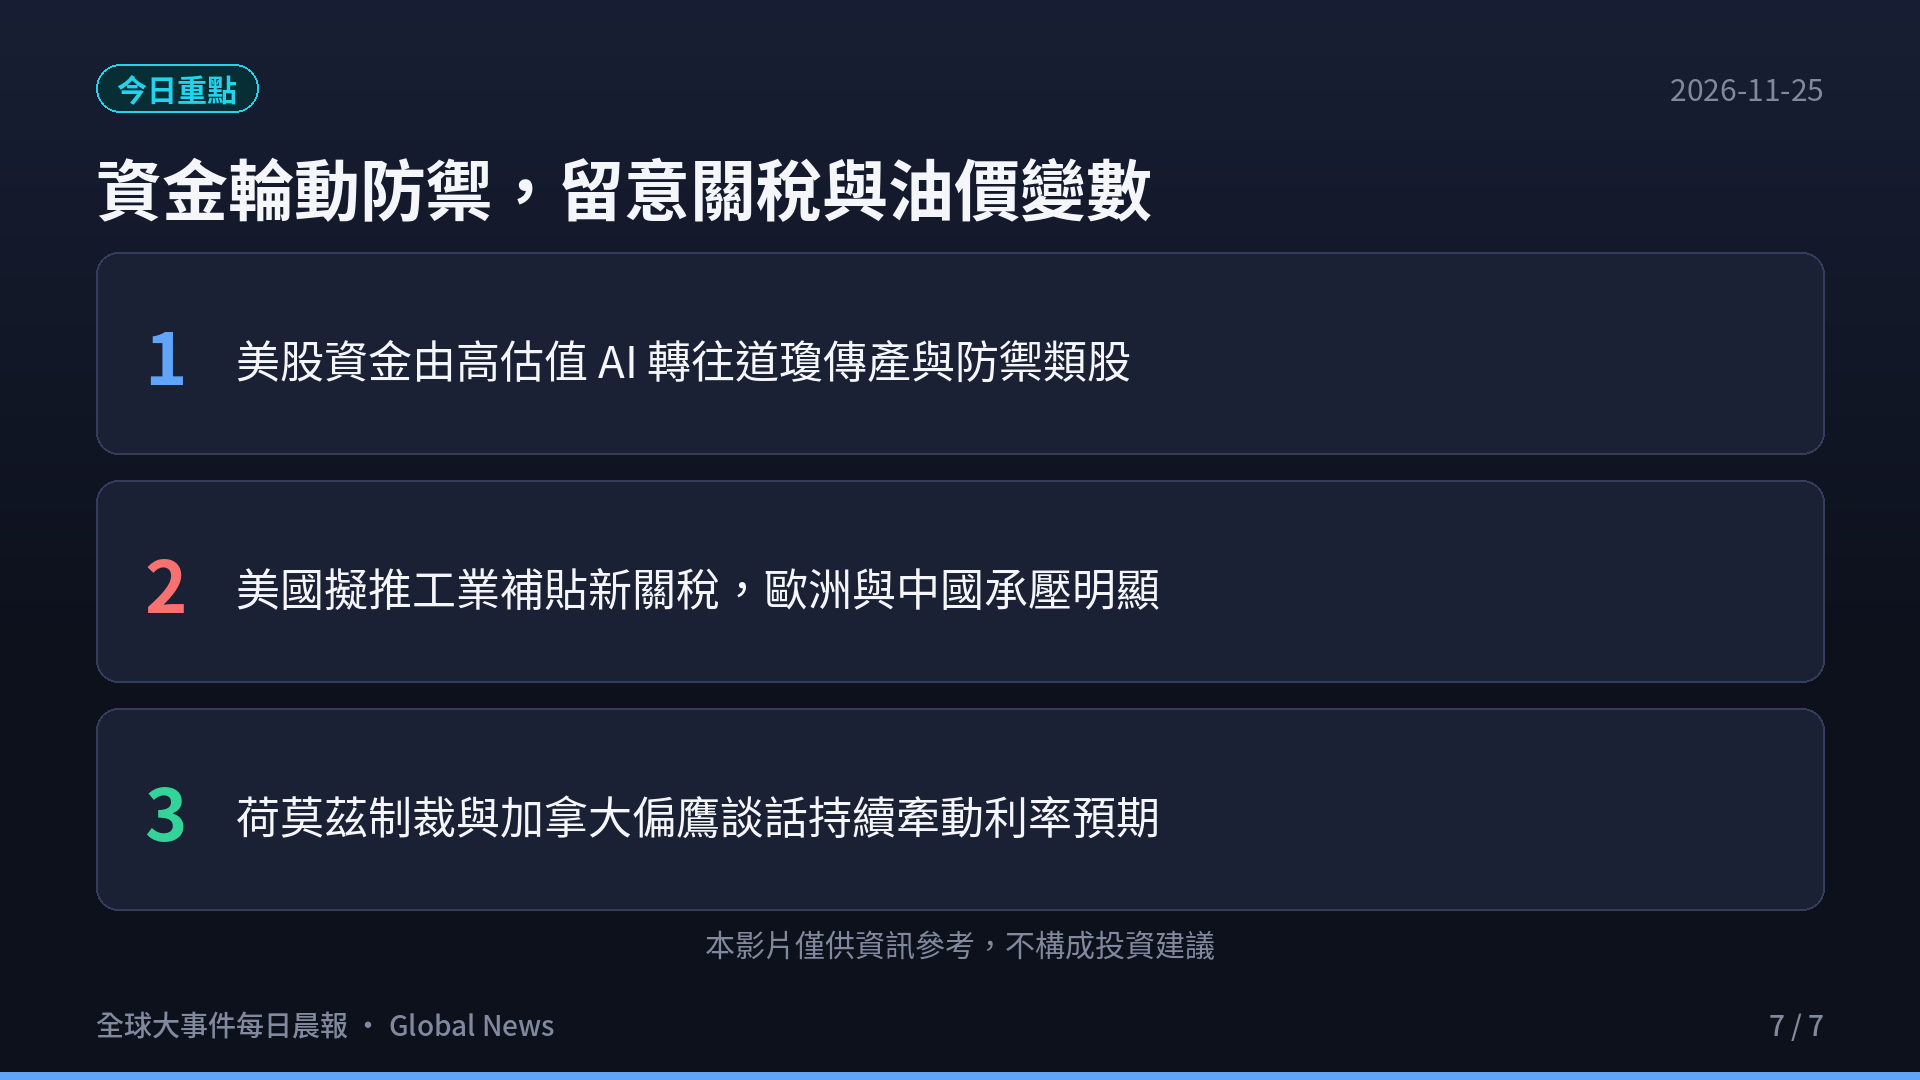 今日重點
2026-11-25
資金輪動防禦，留意關稅與油價變數
1 美股資金由高估值 AI 轉往道瓊傳產與防禦類股
2 美國擬推工業補貼新關稅，歐洲與中國承壓明顯
3 荷莫茲制裁與加拿大偏鷹談話持續牽動利率預期
本影片僅供資訊參考，不構成投資建議
全球大事件每日晨報 · Global News
7 / 7